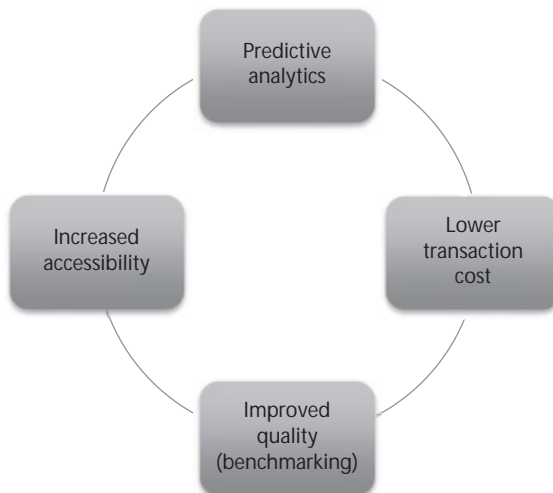 Predictive
analytics
Lower
transaction
cost
Improved
quality
(benchmarking)
Increased
accessibility